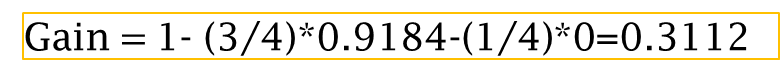 Gain = 1- (3/4)*0.9184-(1/4)*0=0.3112